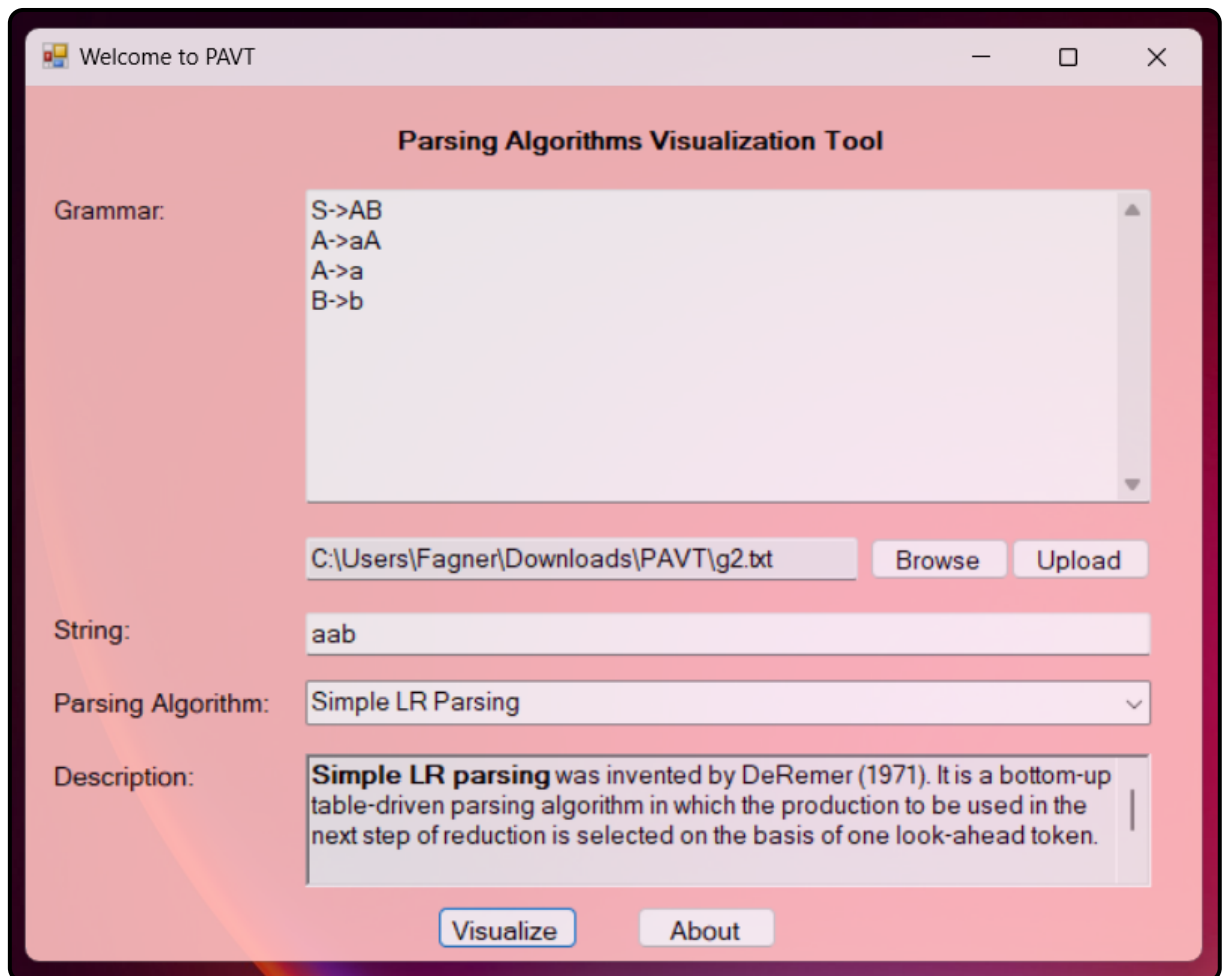 Welcome to PAVT
Parsing Algorithms Visualization Tool
Grammar:
S->AB
A->aA
A->a
B->b
C:\Users\Fagner\Downloads\PAVT\g2.txt
Browse
Upload
String:
aab
Parsing Algorithm:
Simple LR Parsing
Description:
Simple LR parsing was invented by DeRemer (1971). It is a bottom-up
table-driven parsing algorithm in which the production to be used in the
next step of reduction is selected on the basis of one look-ahead token.
Visualize
About